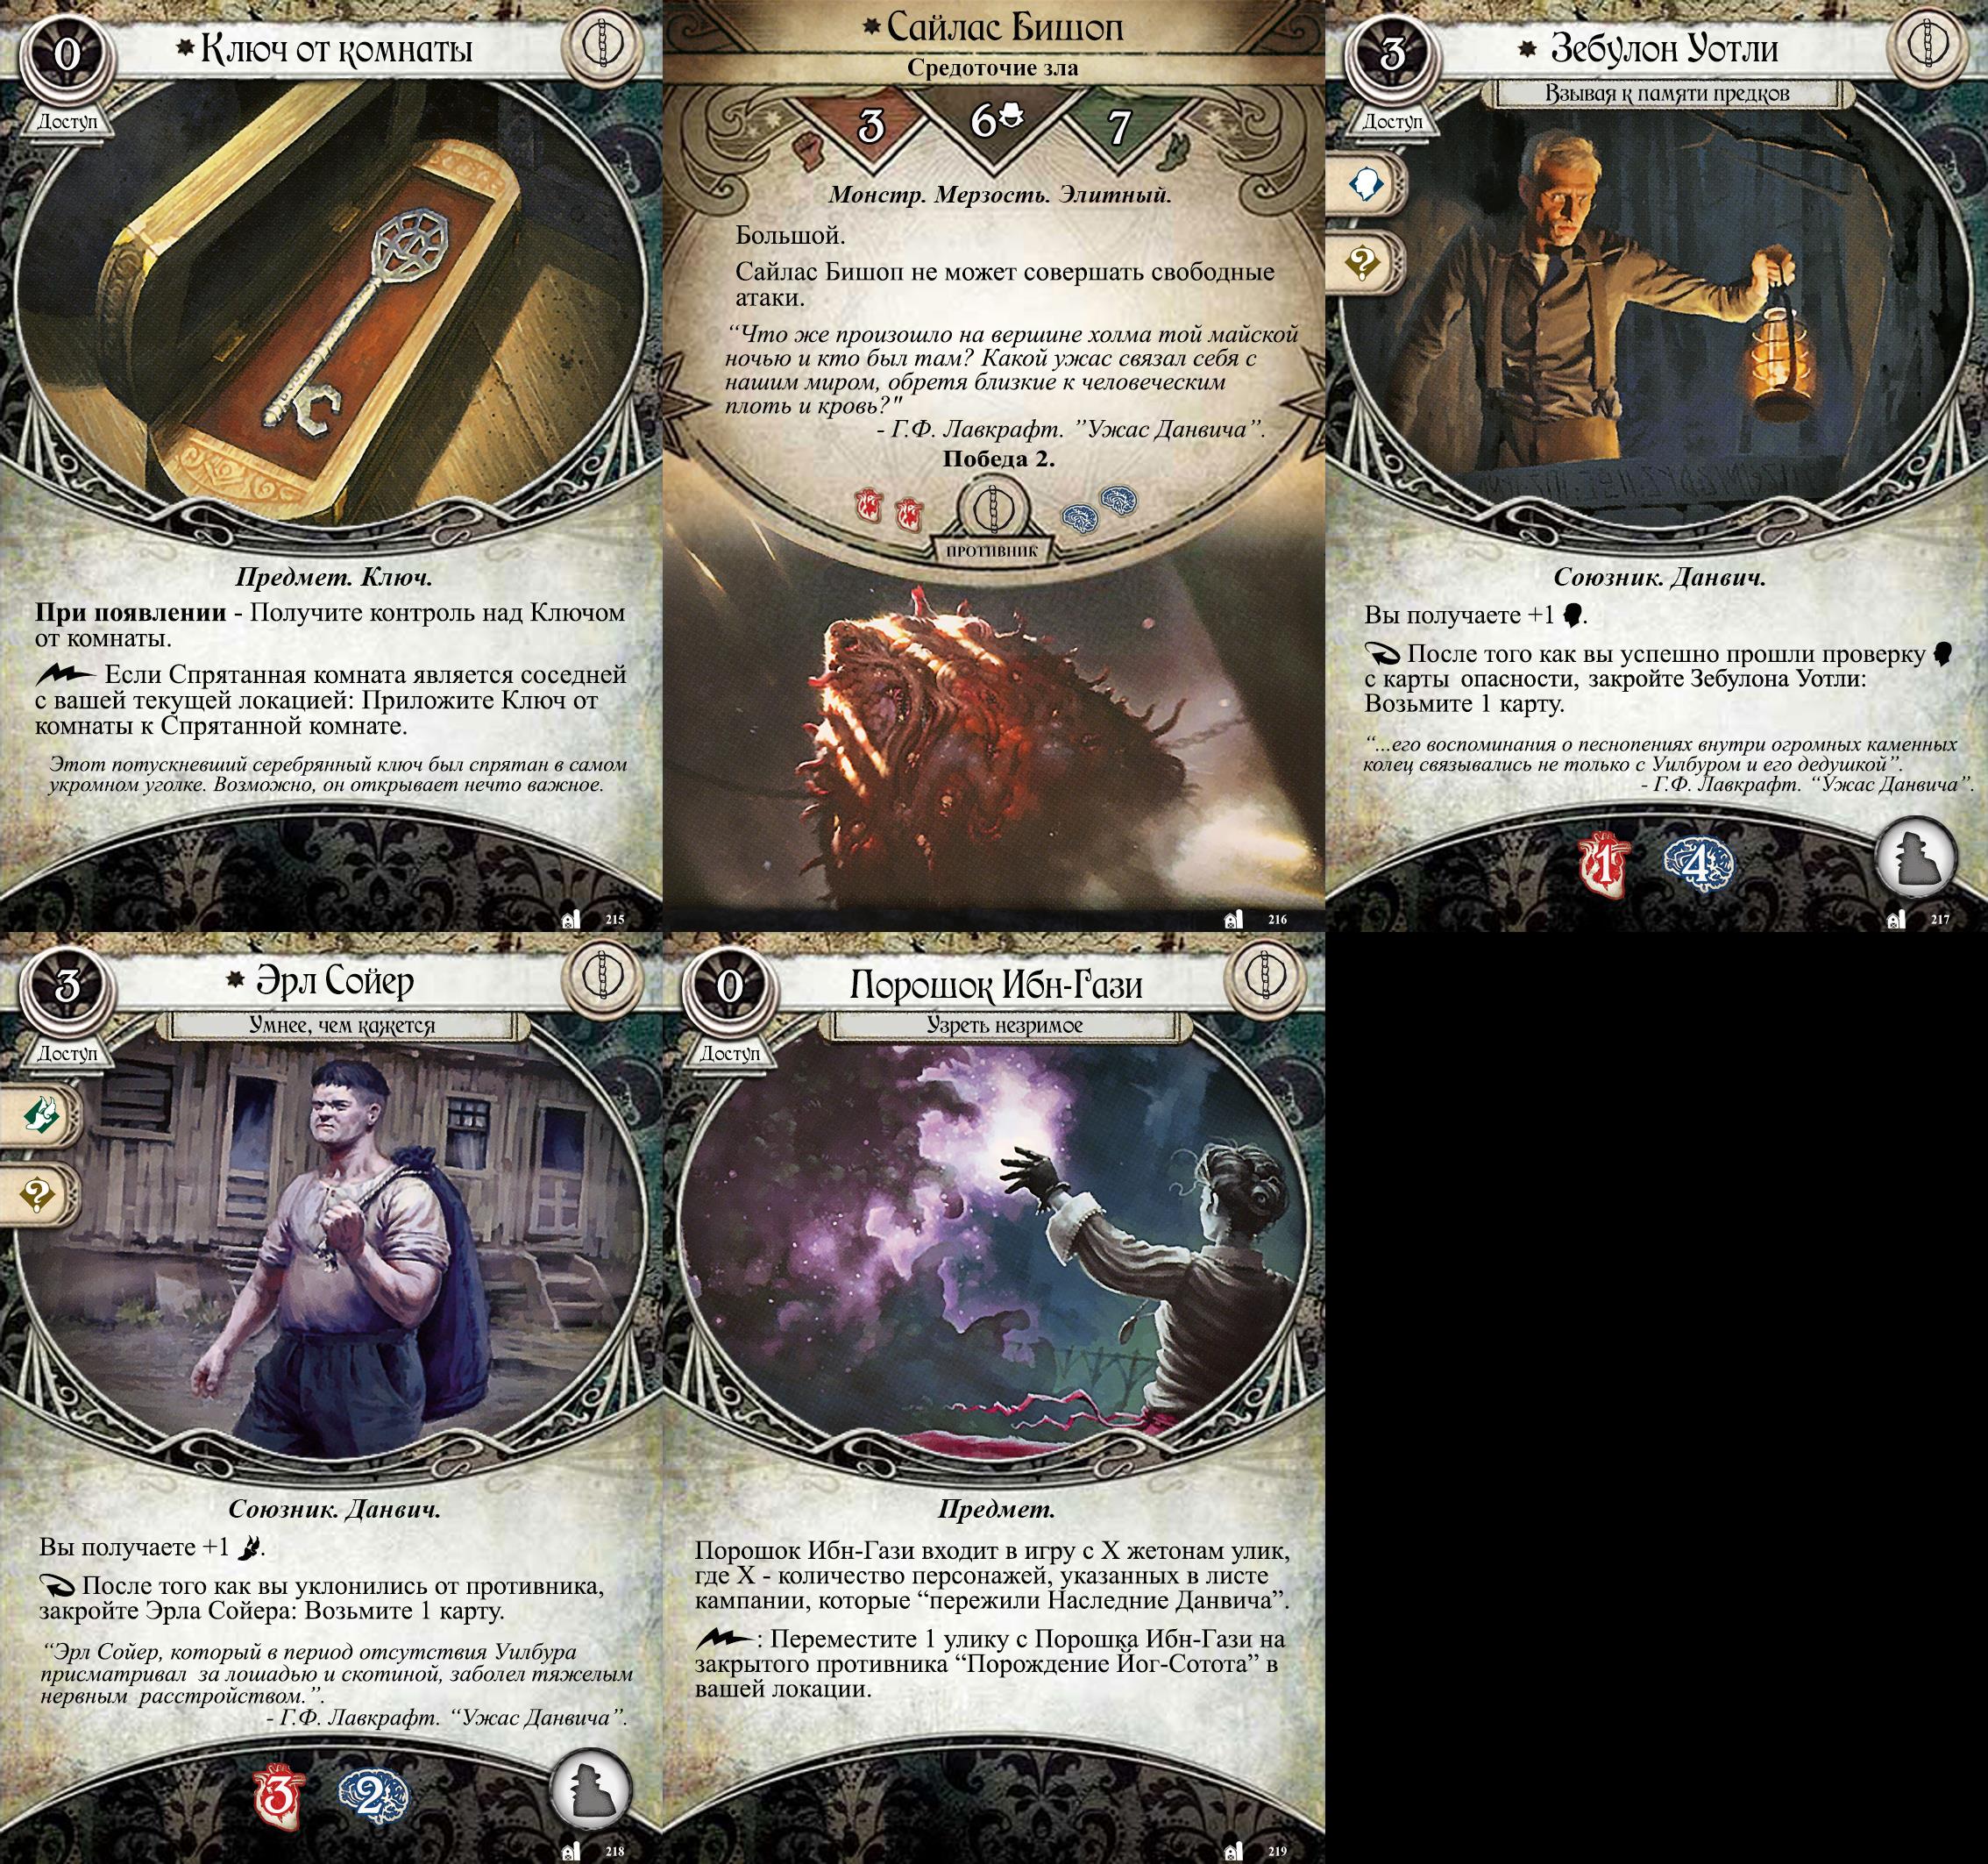 0
Ключ от комнаты
Доступ
Предмет. Ключ.
При появлении - Получите контроль над Ключом
от комнаты.
Если Спрятанная комната является соседней
с вашей текущей локацией: Приложите Ключ от
комнаты к Спрятанной комнате.
Этот потускневший серебрянный ключ был спрятан в самом
укромном уголке. Возможно, он открывает нечто важное.
215
Сайлас Бишоп
Средоточие зла
3
6
7
Монстр. Мерзость. Элитный.
Большой.
Сайлас Бишоп не может совершать свободные
атаки.
“Что же произошло на вершине холма той майской
ночью и кто был там? Какой ужас связал себя с
нашим миром, обретя близкие к человеческим
плоть и кровь?"
- Г.Ф. Лавкрафт. ”Ужас Данвича”.
Победа 2.
ПРОТИВНИК
216
3
Зебулон Уотли
Взывая к памяти предков
Доступ
?
Союзник. Данвич.
Вы получаете +1 .
После того как вы успешно прошли проверку
с карты опасности, закройте Зебулона Уотли:
Возьмите 1 карту.
“...его воспоминания о песнопениях внутри огромных каменных
колец связывались не только с Уилбуром и его дедушкой”.
- Г.Ф. Лавкрафт. “Ужас Данвича”.
1
4
217
3
Эрл Сойер
Умнее, чем кажется
Доступ
?
Союзник. Данвич.
Вы получаете +1 .
После того как вы уклонились от противника,
закройте Эрла Сойера: Возьмите 1 карту.
“Эрл Сойер, который в период отсутствия Уилбура
присматривал за лошадью и скотиной, заболел тяжелым
нервным расстройством.”.
- Г.Ф. Лавкрафт. “Ужас Данвича”.
3
2
218
0
Порошок Ибн-Гази
Узреть незримое
Доступ
Предмет.
Порошок Ибн-Гази входит в игру с X жетонам улик,
где X - количество персонажей, указанных в листе
кампании, которые “пережили Наследние Данвича”.
: Переместите 1 улику с Порошка Ибн-Гази на
закрытого противника “Порождение Йог-Сотота” в
вашей локации.
219